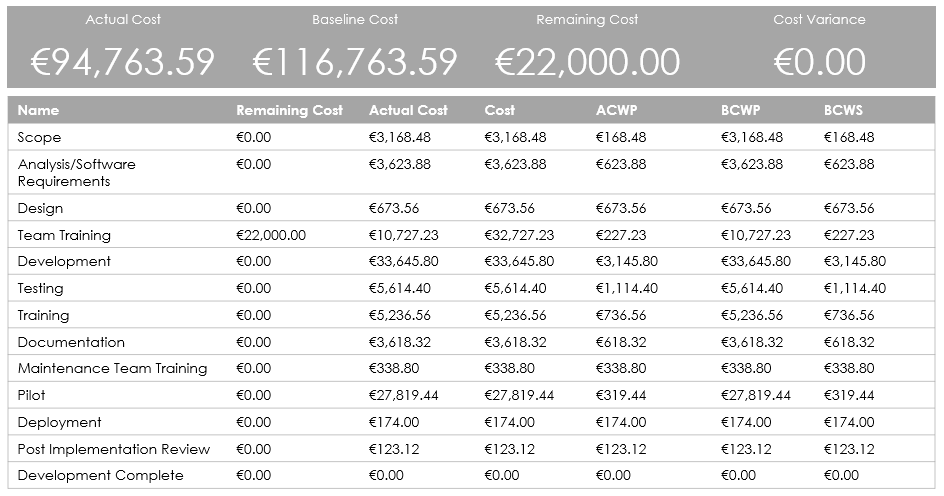 Actual Cost Baseline Cost Remaining Cost Cost Variance
€94,763.59 €116,763.59 €22,000.00 €0.00
Name Remaining Cost Actual Cost Cost ACWP BCWP BCWS
Scope €0.00 €3,168.48 €3,168.48 €168.48 €3,168.48 €168.48
Analysis/Software €0.00 €3,623.88 €3,623.88 €623.88 €3,623.88 €623.88
Requirements
Design €0.00 €673.56 €673.56 €673.56 €673.56 €673.56
Team Training €22,000.00 €10,727.23 €32,727.23 €227.23 €10,727.23 €227.23
Development €0.00 €33,645.80 €33,645.80 €3,145.80 €33,645.80 €3,145.80
Testing €0.00 €5,614.40 €5,614.40 €1,114.40 €5,614.40 €1,114.40
Training €0.00 €5,236.56 €5,236.56 €736.56 €5,236.56 €736.56
Documentation €0.00 €3,618.32 €3,618.32 €618.32 €3,618.32 €618.32
Maintenance Team Training €0.00 €338.80 €338.80 €338.80 €338.80 €338.80
Pilot €0.00 €27,819.44 €27,819.44 €319.44 €27,819.44 €319.44
Deployment €0.00 €174.00 €174.00 €174.00 €174.00 €174.00
Post Implementation Review €0.00 €123.12 €123.12 €123.12 €123.12 €123.12
Development Complete €0.00 €0.00 €0.00 €0.00 €0.00 €0.00